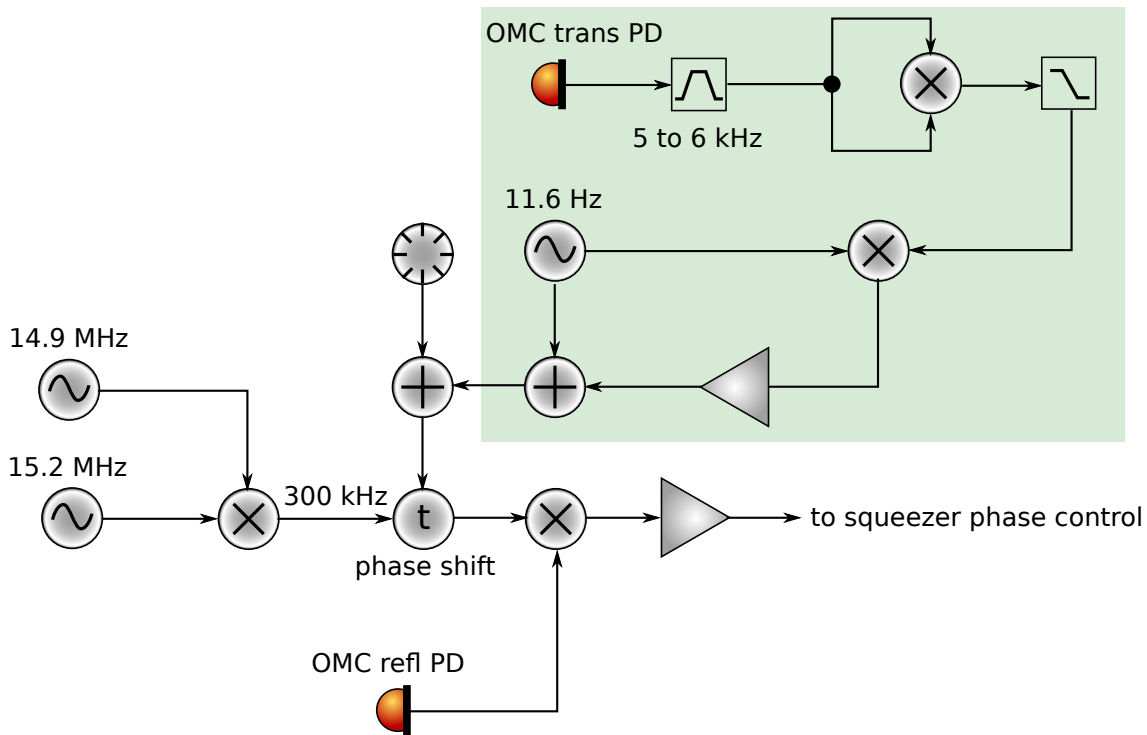 OMC trans PD
5 to 6 kHz
11.6 Hz
14.9 MHz
15.2 MHz
300 kHz
t
to squeezer phase control
phase shift
OMC refl PD